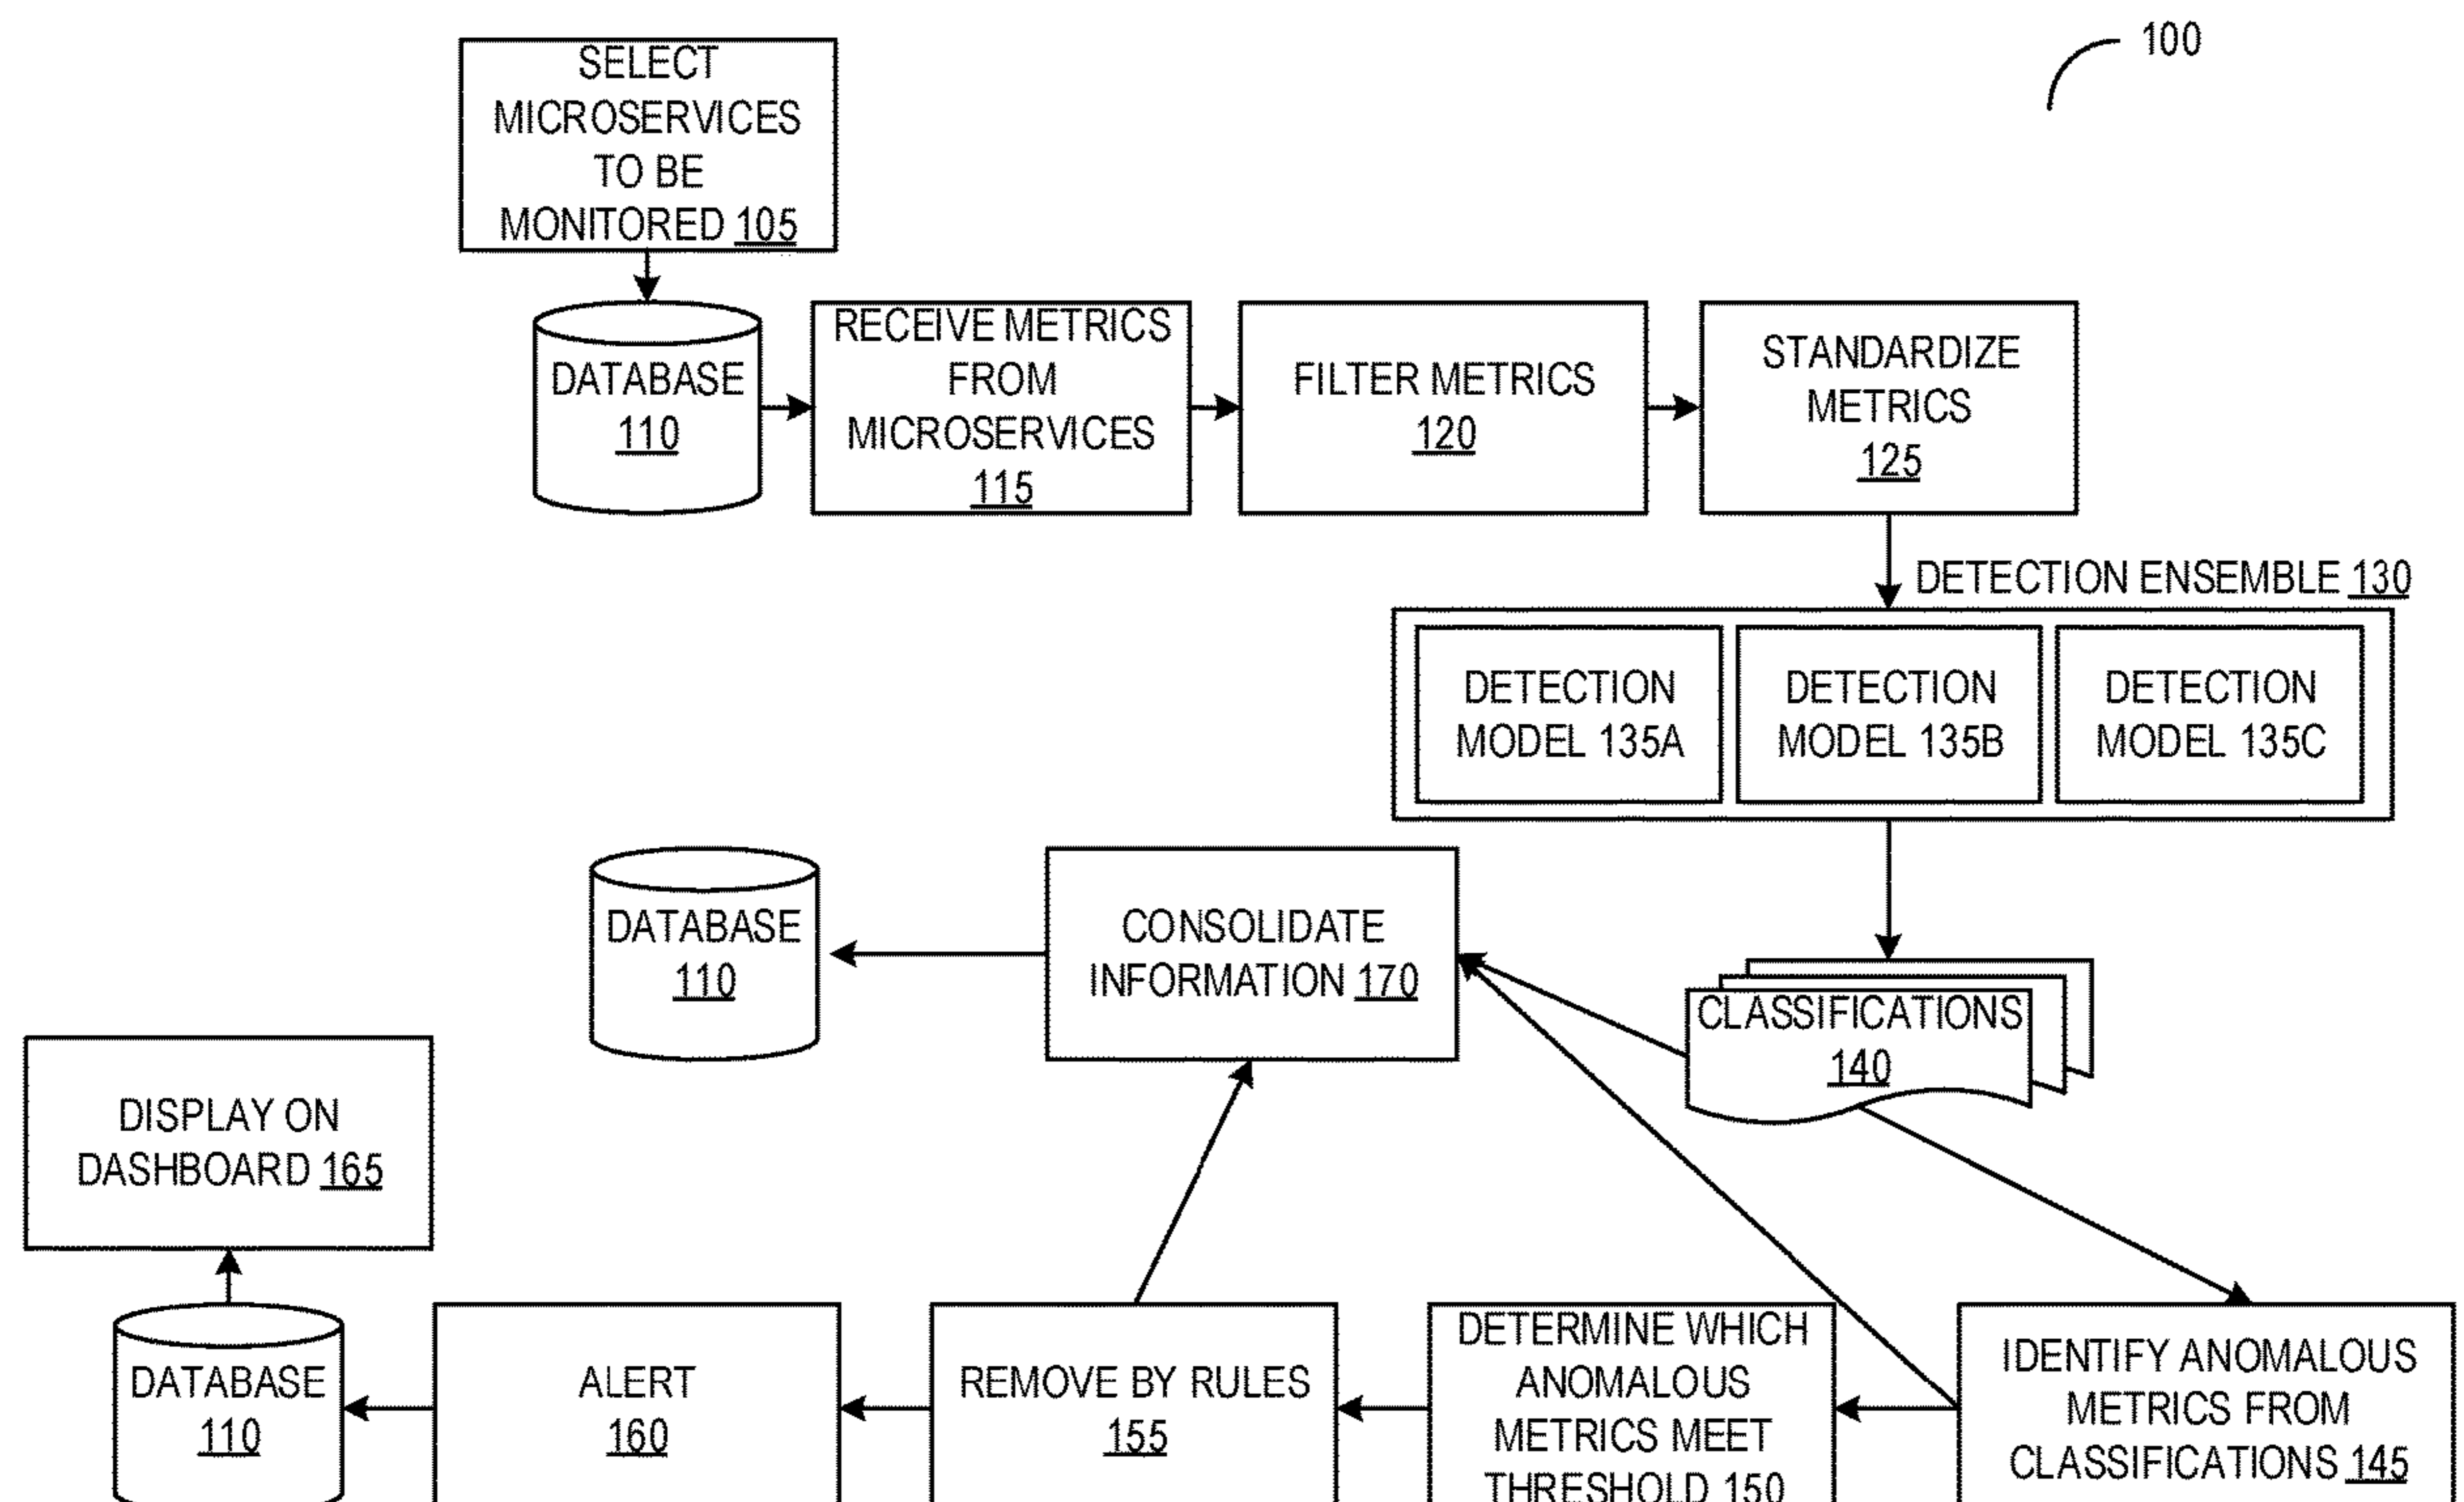 100
SELECT
MICROSERVICES
TO BE
MONITORED 105
DATABASE
110
RECEIVE METRICS
FROM
MICROSERVICES
115
FILTER METRICS
120
STANDARDIZE
METRICS
125
DETECTION ENSEMBLE 130
DETECTION
MODEL 135A
DETECTION
MODEL 135B
DETECTION
MODEL 135C
DATABASE
110
CONSOLIDATE
INFORMATION 170
CLASSIFICATIONS
140
DISPLAY ON
DASHBOARD 165
DATABASE
110
ALERT
160
REMOVE BY RULES
155
DETERMINE WHICH
ANOMALOUS
METRICS MEET
THRESHOLD 150
IDENTIFY ANOMALOUS
METRICS FROM
CLASSIFICATIONS 145